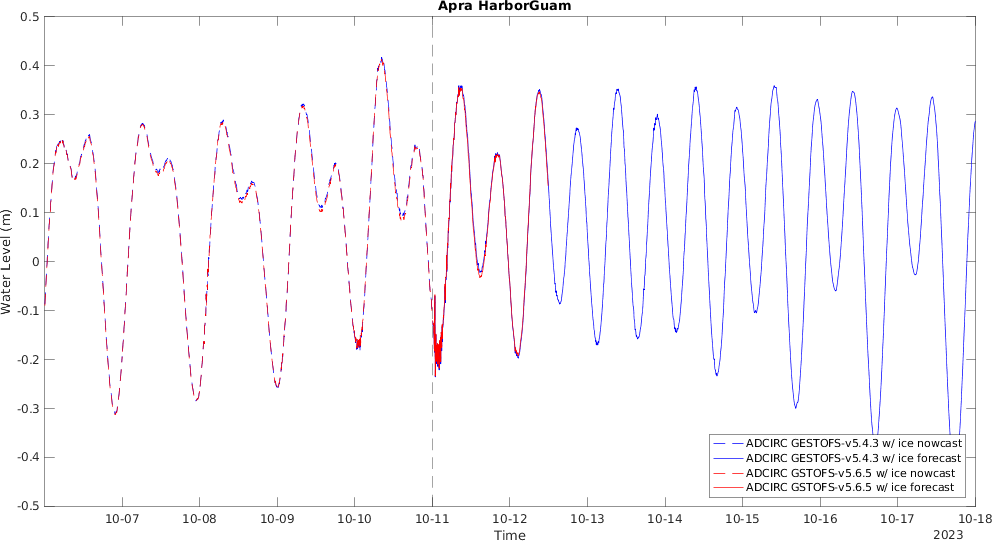 Apra HarborGuam
0.5
0.4
0.3
0.2
0.1
0
-0.1
-0.2
-0.3
-0.4
-0.5
Water Level (m)
ADCIRC GESTOFS-v5.4.3 w/ ice nowcast
ADCIRC GESTOFS-v5.4.3 w/ ice forecast
ADCIRC GSTOFS-v5.6.5 w/ ice nowcast
ADCIRC GSTOFS-v5.6.5 w/ ice forecast
10-07 10-08 10-09 10-10 10-11 10-12 10-13 10-14 10-15 10-16 10-17 10-18
Time
2023